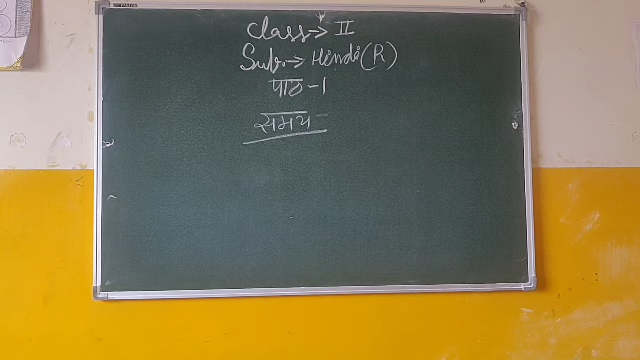 Class→ II
Sub.→ Hindi (R)
पाठ-1
समय